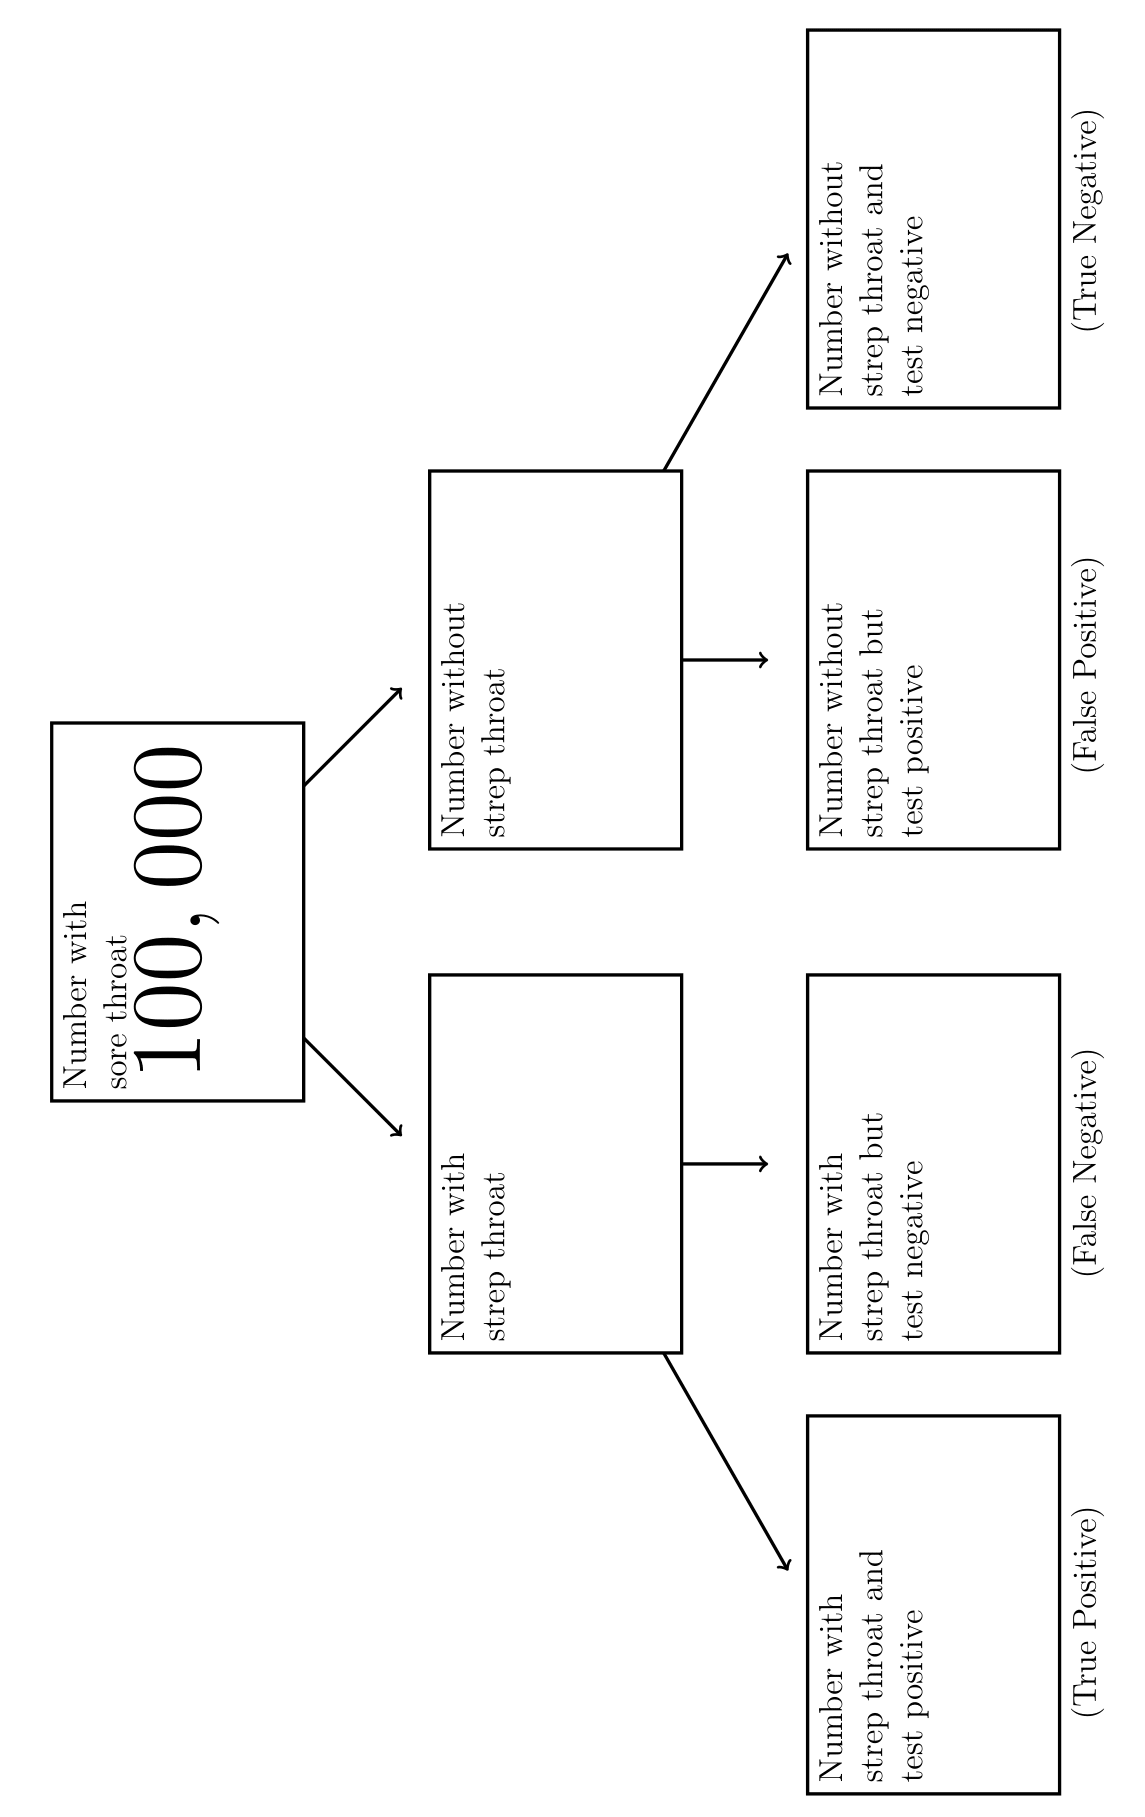 Number with
sore throat
100, 000
Number with
strep throat
Number without
strep throat
Number with
strep throat and
test positive
(True Positive)
Number with
strep throat but
test negative
(False Negative)
Number without
strep throat but
test positive
(False Positive)
Number without
strep throat and
test negative
(True Negative)